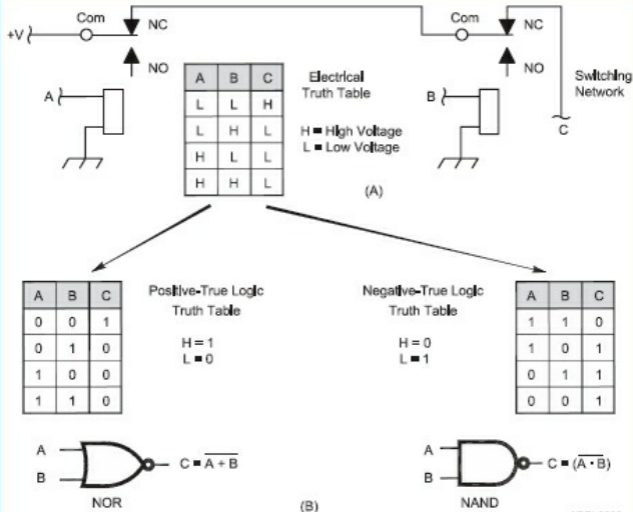 +V
Com
NC
NO
Com
NC
NO
Switching
Network
A
B
C
A B C
L L H
L H L
H L L
H H L
Electrical
Truth Table
H = High Voltage
L = Low Voltage
(A)
A B C
0 0 1
0 1 0
1 0 0
1 1 0
Positive-True Logic
Truth Table
H = 1
L = 0
Negative-True Logic
Truth Table
H = 0
L = 1
A B C
1 1 0
1 0 1
0 1 1
0 0 1
A
B
C = A̅ ̅+̅ ̅B̅
NOR
(B)
A
B
C = (A̅ ̅•̅ ̅B̅)
NAND